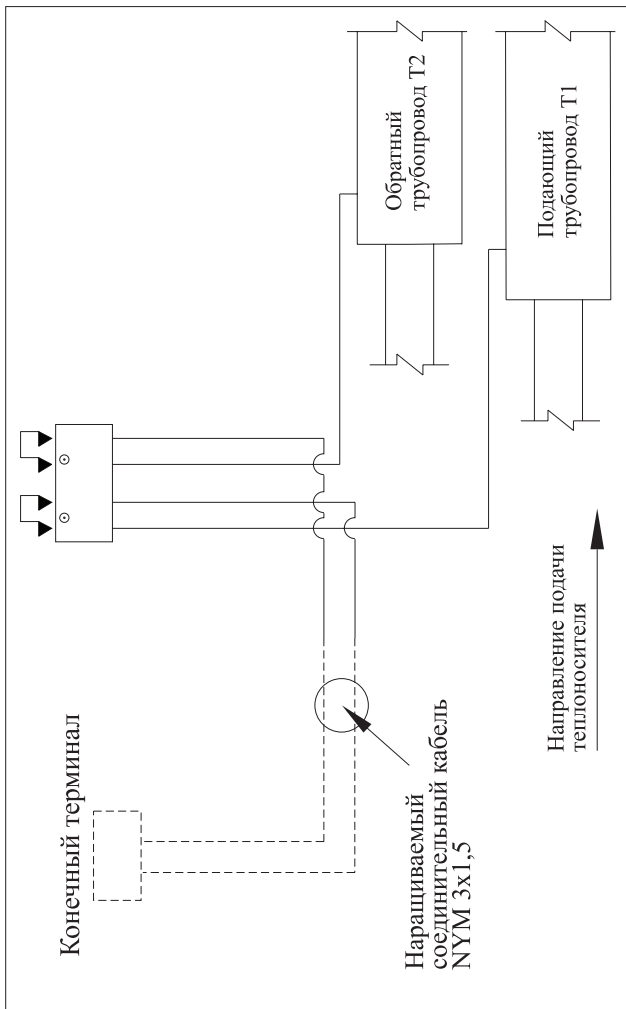 Конечный терминал
Наращиваемый
соединительный кабель
NYM 3x1,5
Направление подачи
теплоносителя
Обратный
трубопровод Т2
Подающий
трубопровод Т1